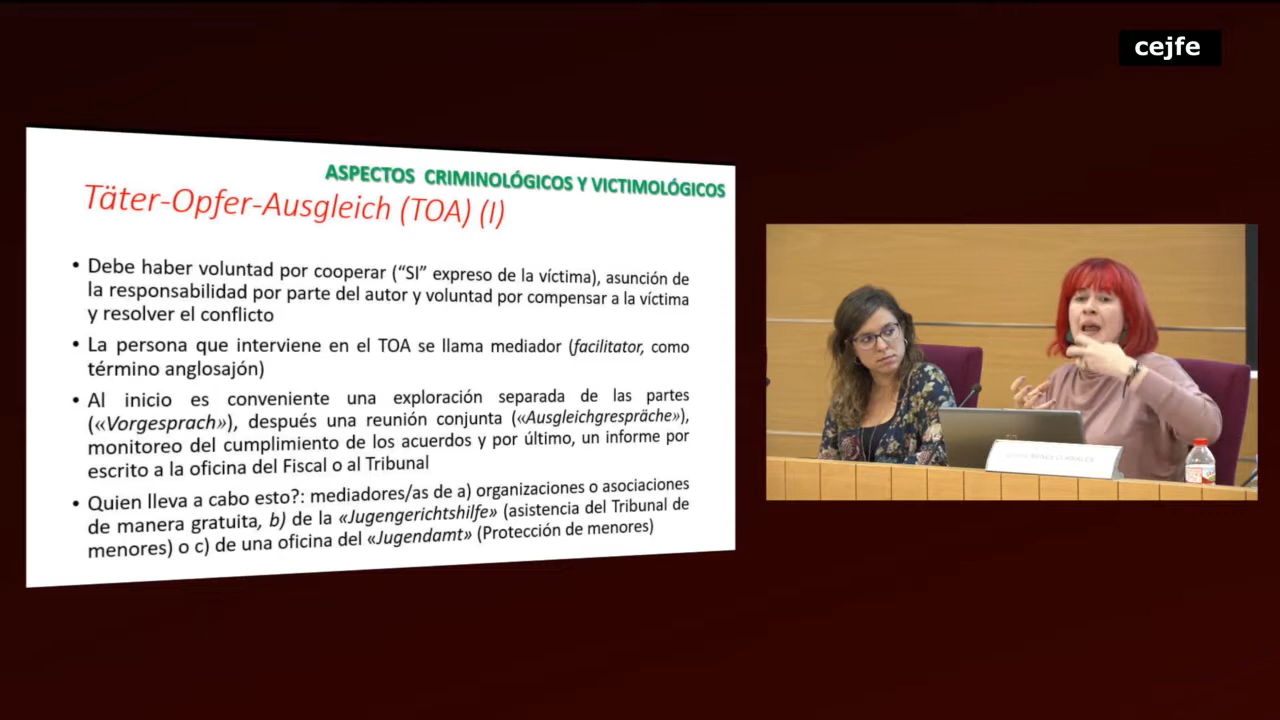 cejfe
ASPECTOS CRIMINOLÓGICOS Y VICTIMOLÓGICOS
Täter-Opfer-Ausgleich (TOA) (I)
• Debe haber voluntad por cooperar (“SI” expreso de la víctima), asunción de
la responsabilidad por parte del autor y voluntad por compensar a la víctima
y resolver el conflicto
• La persona que interviene en el TOA se llama mediador (facilitator, como
término anglosajón)
• Al inicio es conveniente una exploración separada de las partes
(«Vorgesprach»), después una reunión conjunta («Ausgleichgespräche»),
monitoreo del cumplimiento de los acuerdos y por último, un informe por
escrito a la oficina del Fiscal o al Tribunal
• Quien lleva a cabo esto?: mediadores/as de a) organizaciones o asociaciones
de manera gratuita, b) de la «Jugengerichtshilfe» (asistencia del Tribunal de
menores) o c) de una oficina del «Jugendamt» (Protección de menores)